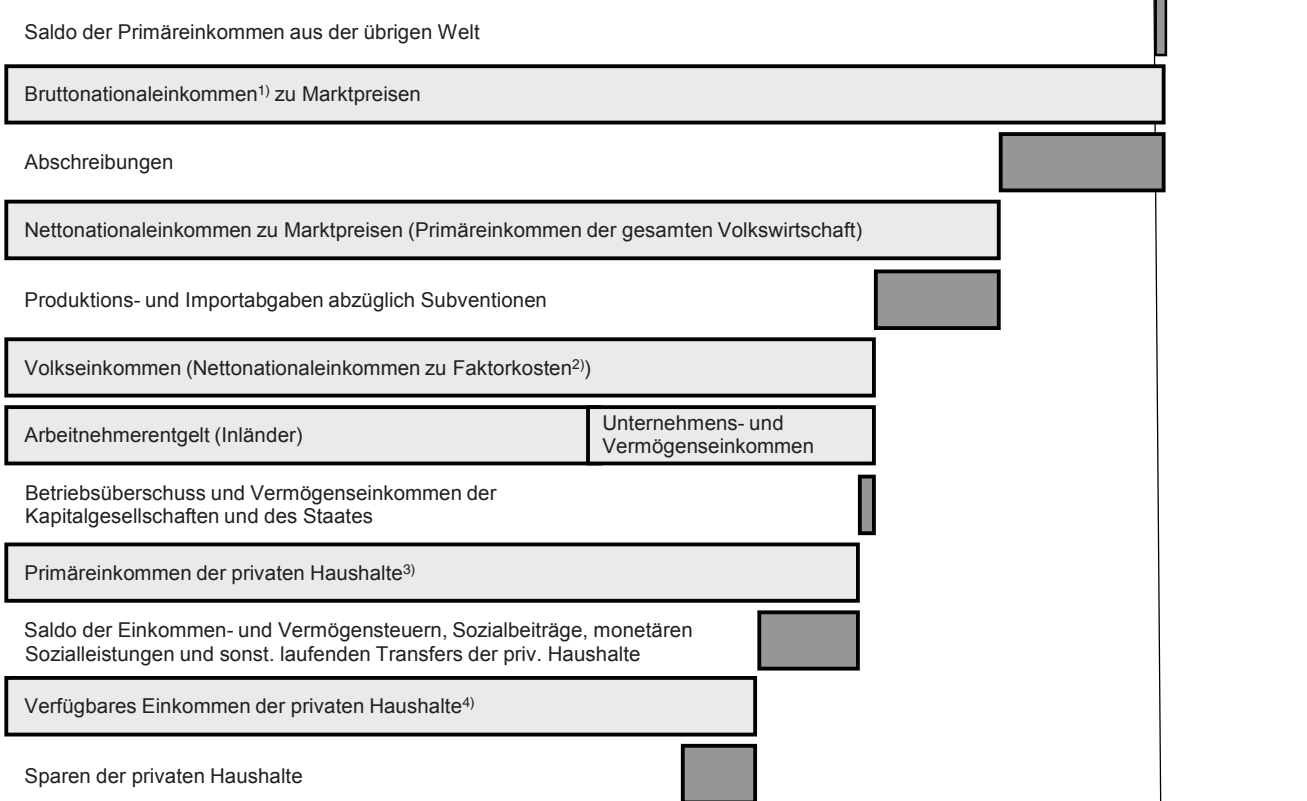 Saldo der Primäreinkommen aus der übrigen Welt
Bruttonationaleinkommen1) zu Marktpreisen
Abschreibungen
Nettonationaleinkommen zu Marktpreisen (Primäreinkommen der gesamten Volkswirtschaft)
Produktions- und Importabgaben abzüglich Subventionen
Volkseinkommen (Nettonationaleinkommen zu Faktorkosten2))
Arbeitnehmerentgelt (Inländer)
Unternehmens- und
Vermögenseinkommen
Betriebsüberschuss und Vermögenseinkommen der
Kapitalgesellschaften und des Staates
Primäreinkommen der privaten Haushalte3)
Saldo der Einkommen- und Vermögensteuern, Sozialbeiträge, monetären
Sozialleistungen und sonst. laufenden Transfers der priv. Haushalte
Verfügbares Einkommen der privaten Haushalte4)
Sparen der privaten Haushalte